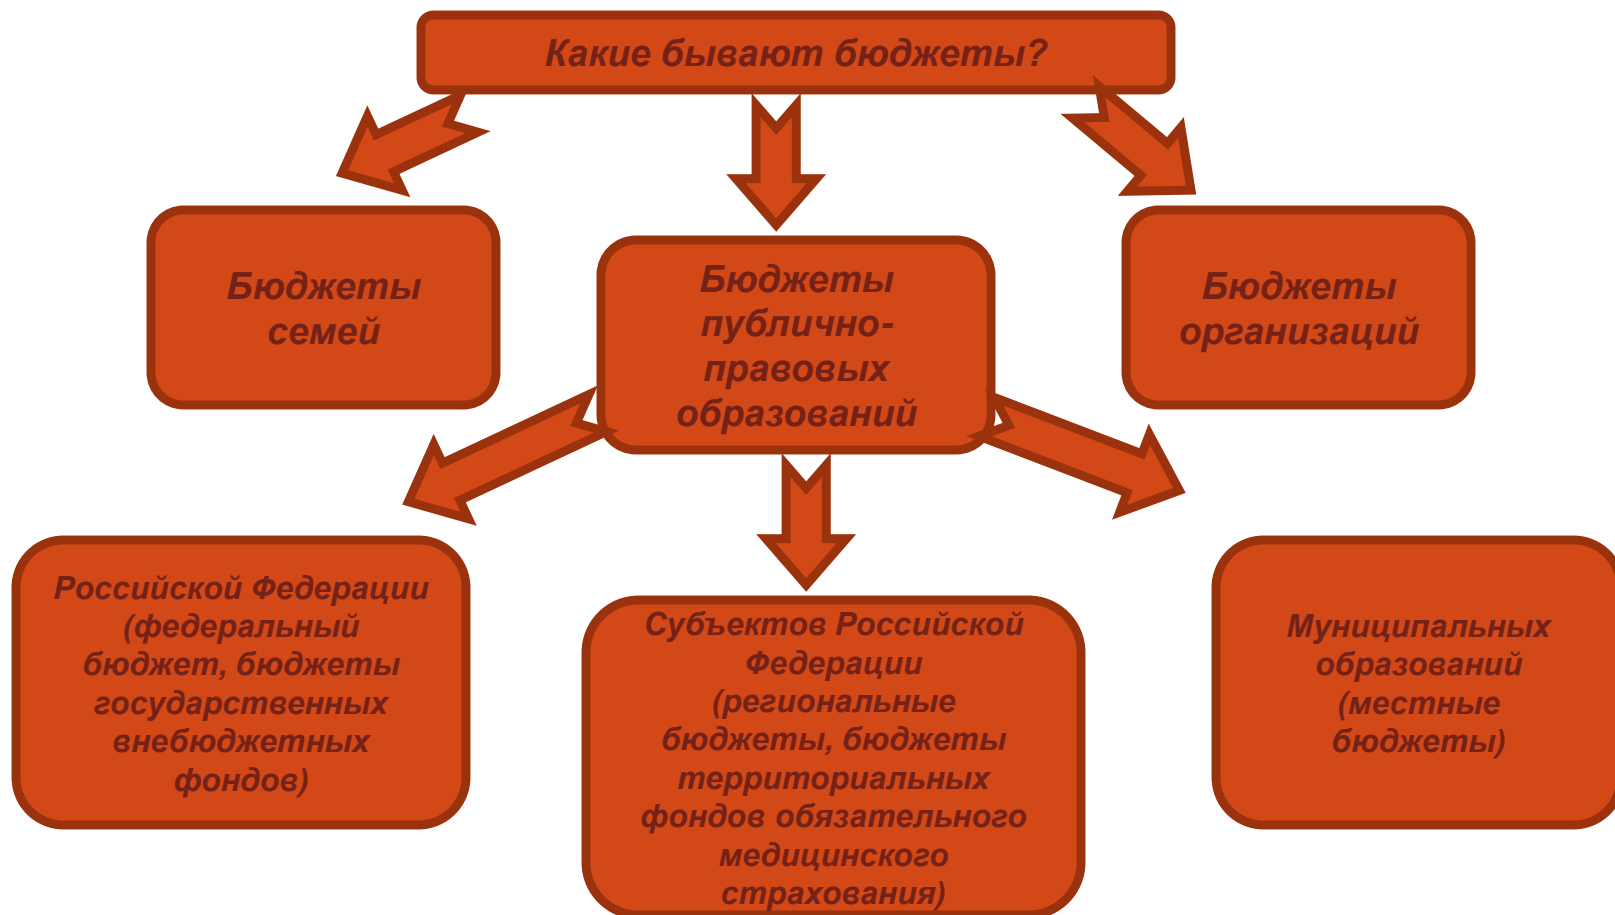 Какие бывают бюджеты?
Бюджеты
семей
Бюджеты
публично-
правовых
образований
Бюджеты
организаций
Российской Федерации
(федеральный
бюджет, бюджеты
государственных
внебюджетных
фондов)
Субъектов Российской
Федерации
(региональные
бюджеты, бюджеты
территориальных
фондов обязательного
медицинского
страхования)
Муниципальных
образований
(местные
бюджеты)